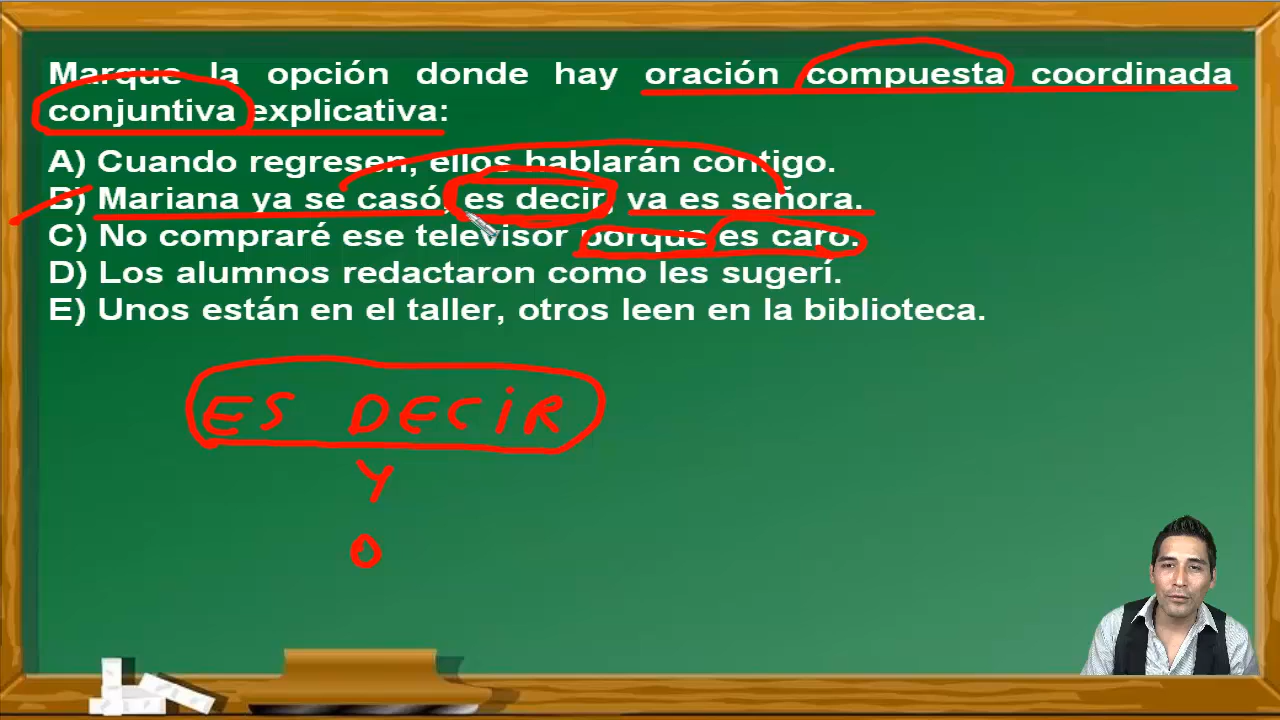 Marque la opción donde hay oración compuesta coordinada
conjuntiva explicativa:
A) Cuando regresen, ellos hablarán contigo.
B) Mariana ya se casó, es decir, ya es señora.
C) No compraré ese televisor porque es caro.
D) Los alumnos redactaron como les sugerí.
E) Unos están en el taller, otros leen en la biblioteca.
ES DECiR
Y
O